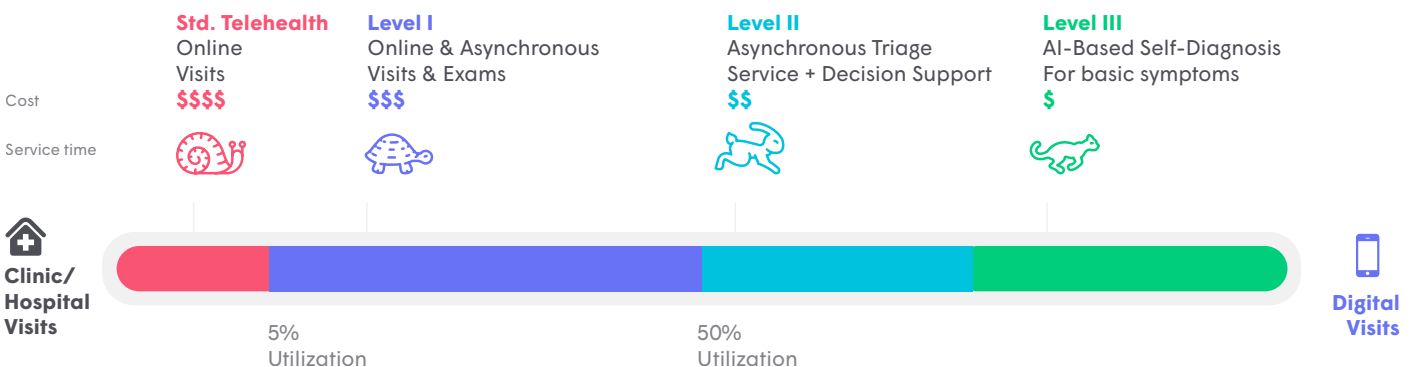 Std. Telehealth
Online
Visits
$$$$
Level I
Online & Asynchronous
Visits & Exams
$$$
Level II
Asynchronous Triage
Service + Decision Support
$$
Level III
AI-Based Self-Diagnosis
For basic symptoms
$
Cost
Service time
Clinic/
Hospital
Visits
5%
Utilization
50%
Utilization
Digital
Visits